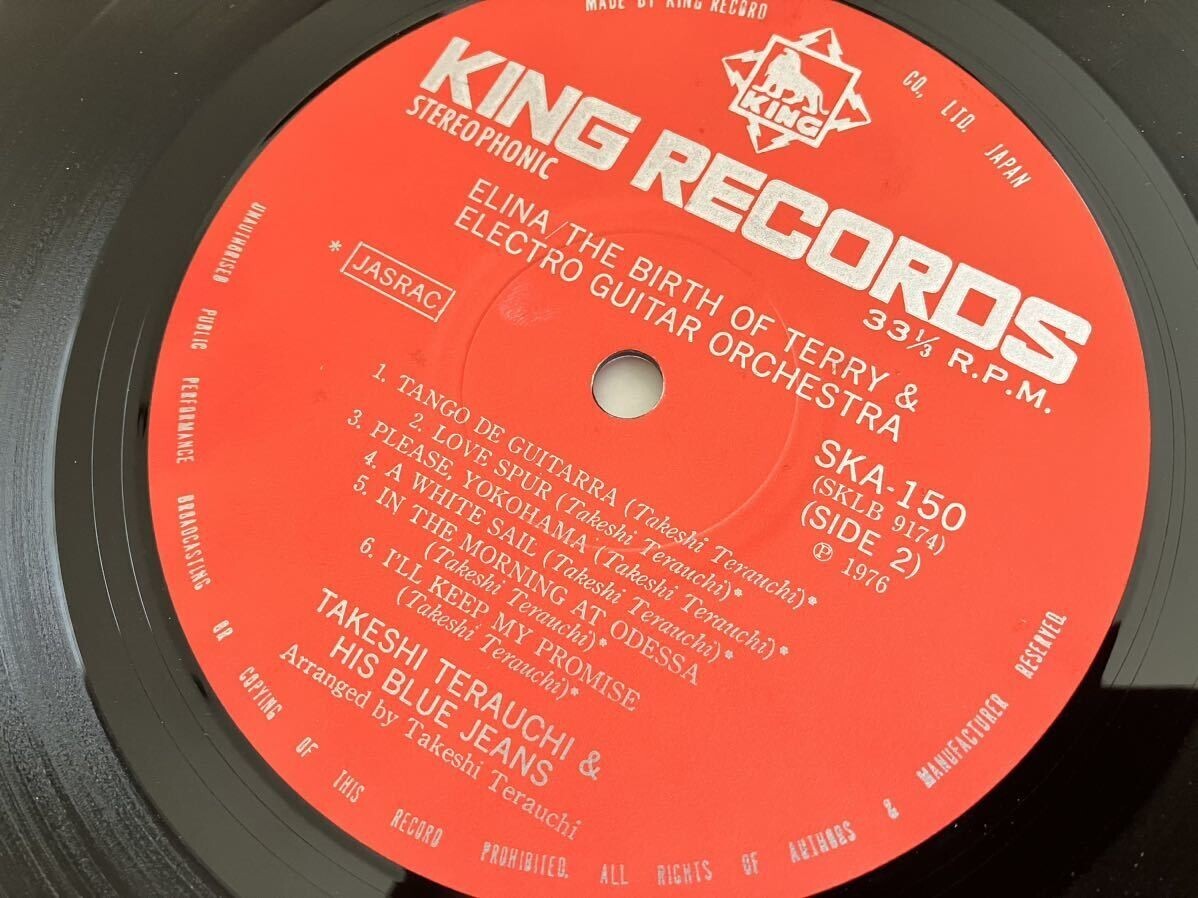 MADE BY KING RECORD CO., LTD. JAPAN
KING
KING RECORDS
STEREOPHONIC
33⅓ R.P.M.
ELINA/THE BIRTH OF TERRY &
ELECTRO GUITAR ORCHESTRA
* JASRAC
SKA-150
(SKLB 9174)
(SIDE 2)
Ⓟ 1976
1. TANGO DE GUITARRA (Takeshi Terauchi)*
2. LOVE SPUR (Takeshi Terauchi)*
3. PLEASE, YOKOHAMA (Takeshi Terauchi)*
4. A WHITE SAIL (Takeshi Terauchi)*
5. IN THE MORNING AT ODESSA
(Takeshi Terauchi)*
6. I'LL KEEP MY PROMISE
(Takeshi Terauchi)*
TAKESHI TERAUCHI &
HIS BLUE JEANS
Arranged by Takeshi Terauchi
UNAUTHORISED PUBLIC PERFORMANCE BROADCASTING OR COPYING OF THIS RECORD PROHIBITED. ALL RIGHTS OF AUTHORS & MANUFACTURER RESERVED.